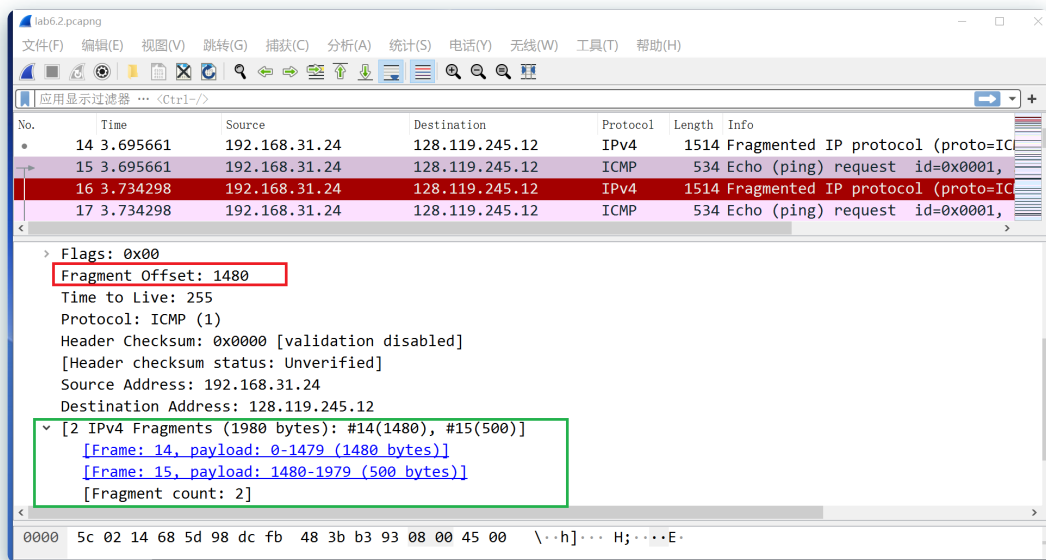 lab6.2.pcapng
文件(F) 编辑(E) 视图(V) 跳转(G) 捕获(C) 分析(A) 统计(S) 电话(Y) 无线(W) 工具(T) 帮助(H)
应用显示过滤器 … <Ctrl-/>
No. Time Source Destination Protocol Length Info
14 3.695661 192.168.31.24 128.119.245.12 IPv4 1514 Fragmented IP protocol (proto=IC
15 3.695661 192.168.31.24 128.119.245.12 ICMP 534 Echo (ping) request id=0x0001,
16 3.734298 192.168.31.24 128.119.245.12 IPv4 1514 Fragmented IP protocol (proto=IC
17 3.734298 192.168.31.24 128.119.245.12 ICMP 534 Echo (ping) request id=0x0001,
Flags: 0x00
Fragment Offset: 1480
Time to Live: 255
Protocol: ICMP (1)
Header Checksum: 0x0000 [validation disabled]
[Header checksum status: Unverified]
Source Address: 192.168.31.24
Destination Address: 128.119.245.12
[2 IPv4 Fragments (1980 bytes): #14(1480), #15(500)]
[Frame: 14, payload: 0-1479 (1480 bytes)]
[Frame: 15, payload: 1480-1979 (500 bytes)]
[Fragment count: 2]
0000 5c 02 14 68 5d 98 dc fb 48 3b b3 93 08 00 45 00 \··h]··· H;····E·